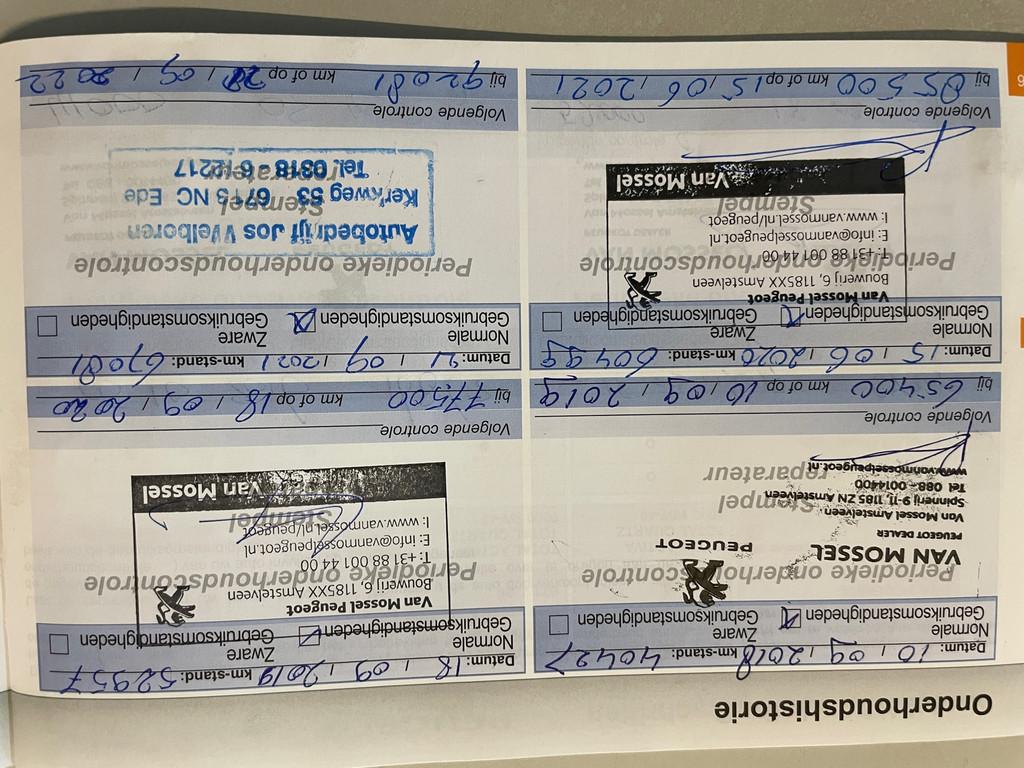 Onderhoudshistorie
Datum: 10 / 09 / 2018 km-stand: 40427
Normale Gebruiksomstandigheden
Zware Gebruiksomstandigheden
Periodieke onderhoudscontrole
PEUGEOT
VAN MOSSEL
PEUGEOT DEALER
Van Mossel Amstelveen
Spinnerij 9-11, 1185 ZN Amstelveen
Tel. 088 - 0014400
www.vanmosselpeugeot.nl
Stempel
reparateur
Volgende controle
bij 65400 km of op 10 / 09 / 2019
Datum: 18 / 09 / 2019 km-stand: 52957
Normale Gebruiksomstandigheden
Zware Gebruiksomstandigheden
Periodieke onderhoudscontrole
Van Mossel Peugeot
Bouwerij 6, 1185XX Amstelveen
T: +31 88 001 44 00
E: info@vanmosselpeugeot.nl
I: www.vanmossel.nl/peugeot
Van Mossel
Stempel
Volgende controle
bij 77500 km of op 18 / 09 / 2020
Datum: 15 / 06 / 2020 km-stand: 60499
Normale Gebruiksomstandigheden
Zware Gebruiksomstandigheden
Periodieke onderhoudscontrole
Van Mossel Peugeot
Bouwerij 6, 1185XX Amstelveen
T: +31 88 001 44 00
E: info@vanmosselpeugeot.nl
I: www.vanmossel.nl/peugeot
Van Mossel
Volgende controle
bij 85500 km of op 15 / 06 / 2021
Datum: 21 / 09 / 2021 km-stand: 67081
Normale Gebruiksomstandigheden
Zware Gebruiksomstandigheden
Periodieke onderhoudscontrole
Autobedrijf Jos Welboren
Kerkweg 53 6713 NC Ede
Tel. 0318 - 612217
Stempel
reparateur
Volgende controle
bij 92081 km of op / 09 / 2022